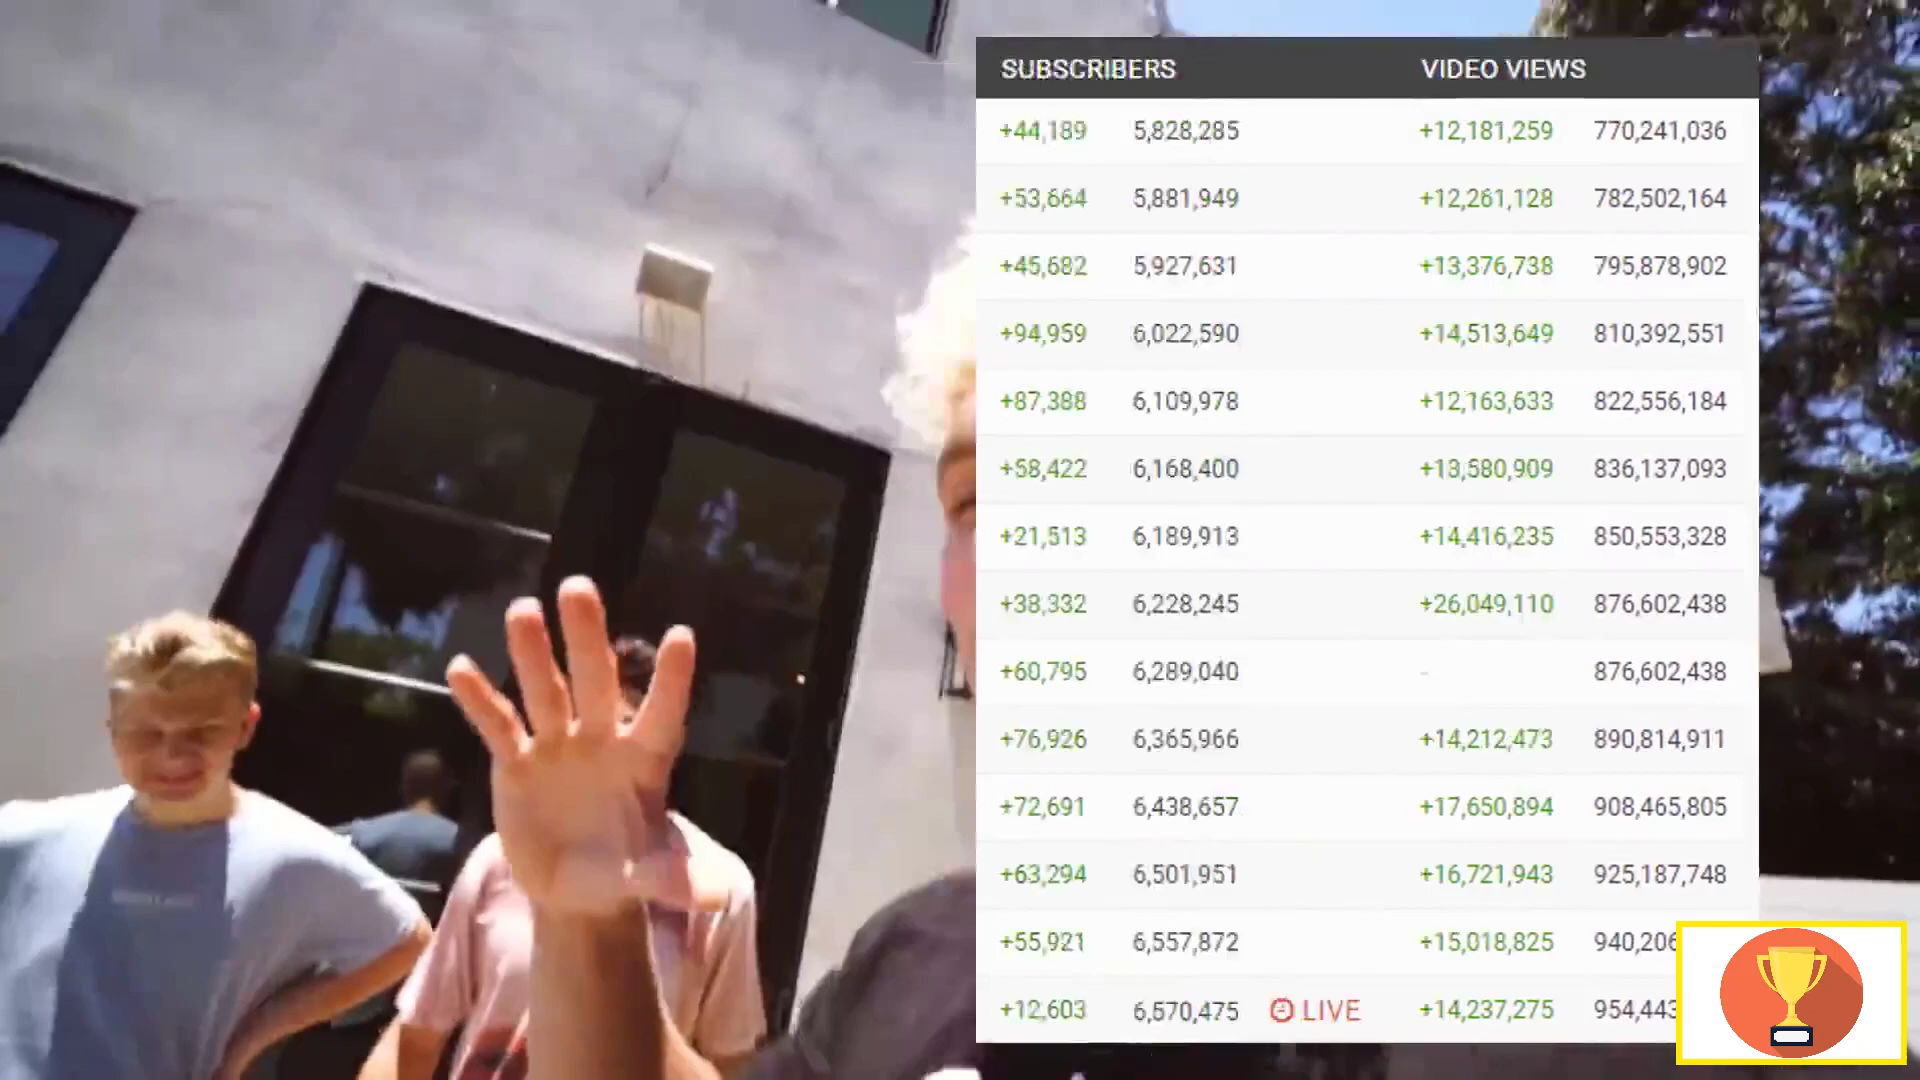 SUBSCRIBERS VIDEO VIEWS
+44,189 5,828,285 +12,181,259 770,241,036
+53,664 5,881,949 +12,261,128 782,502,164
+45,682 5,927,631 +13,376,738 795,878,902
+94,959 6,022,590 +14,513,649 810,392,551
+87,388 6,109,978 +12,163,633 822,556,184
+58,422 6,168,400 +13,580,909 836,137,093
+21,513 6,189,913 +14,416,235 850,553,328
+38,332 6,228,245 +26,049,110 876,602,438
+60,795 6,289,040 - 876,602,438
+76,926 6,365,966 +14,212,473 890,814,911
+72,691 6,438,657 +17,650,894 908,465,805
+63,294 6,501,951 +16,721,943 925,187,748
+55,921 6,557,872 +15,018,825 940,206
+12,603 6,570,475 LIVE +14,237,275 954,443